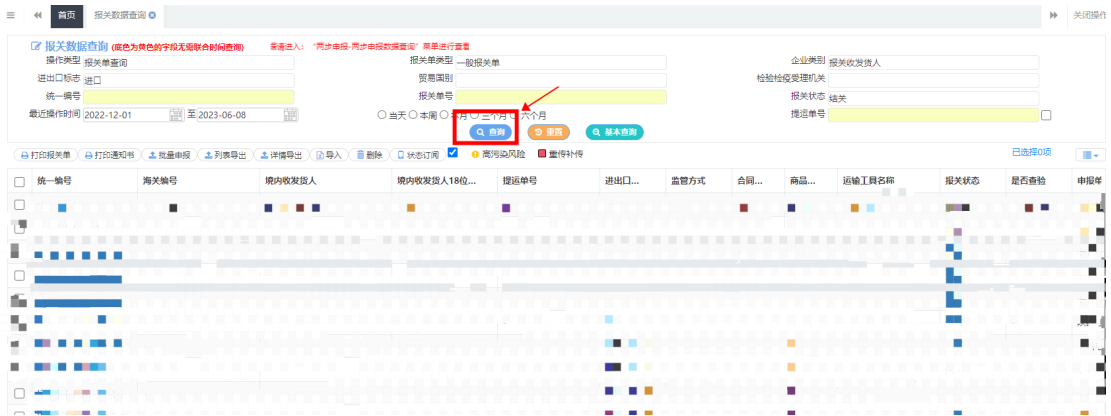 首页 报关数据查询 关闭操作
报关数据查询 (底色为黄色的字段无须联合时间查询) 请进入：“两步申报-两步申报数据查询”菜单进行查看
操作类型 报关单查询 报关单类型 一般报关单 企业类别 报关收发货人
进出口标志 进口 贸易国别 检验检疫受理机关
统一编号 报关单号 报关状态 结关
最近操作时间 2022-12-01 至 2023-06-08 当天 本周 本月 三个月 六个月 提运单号
查询 重置 基本查询
打印报关单 打印通知书 批量申报 列表导出 详情导出 导入 删除 状态订阅 高污染风险 重传补传 已选择0项
统一编号 海关编号 境内收发货人 境内收发货人18位... 提运单号 进出口... 监管方式 合同... 商品... 运输工具名称 报关状态 是否查验 申报单